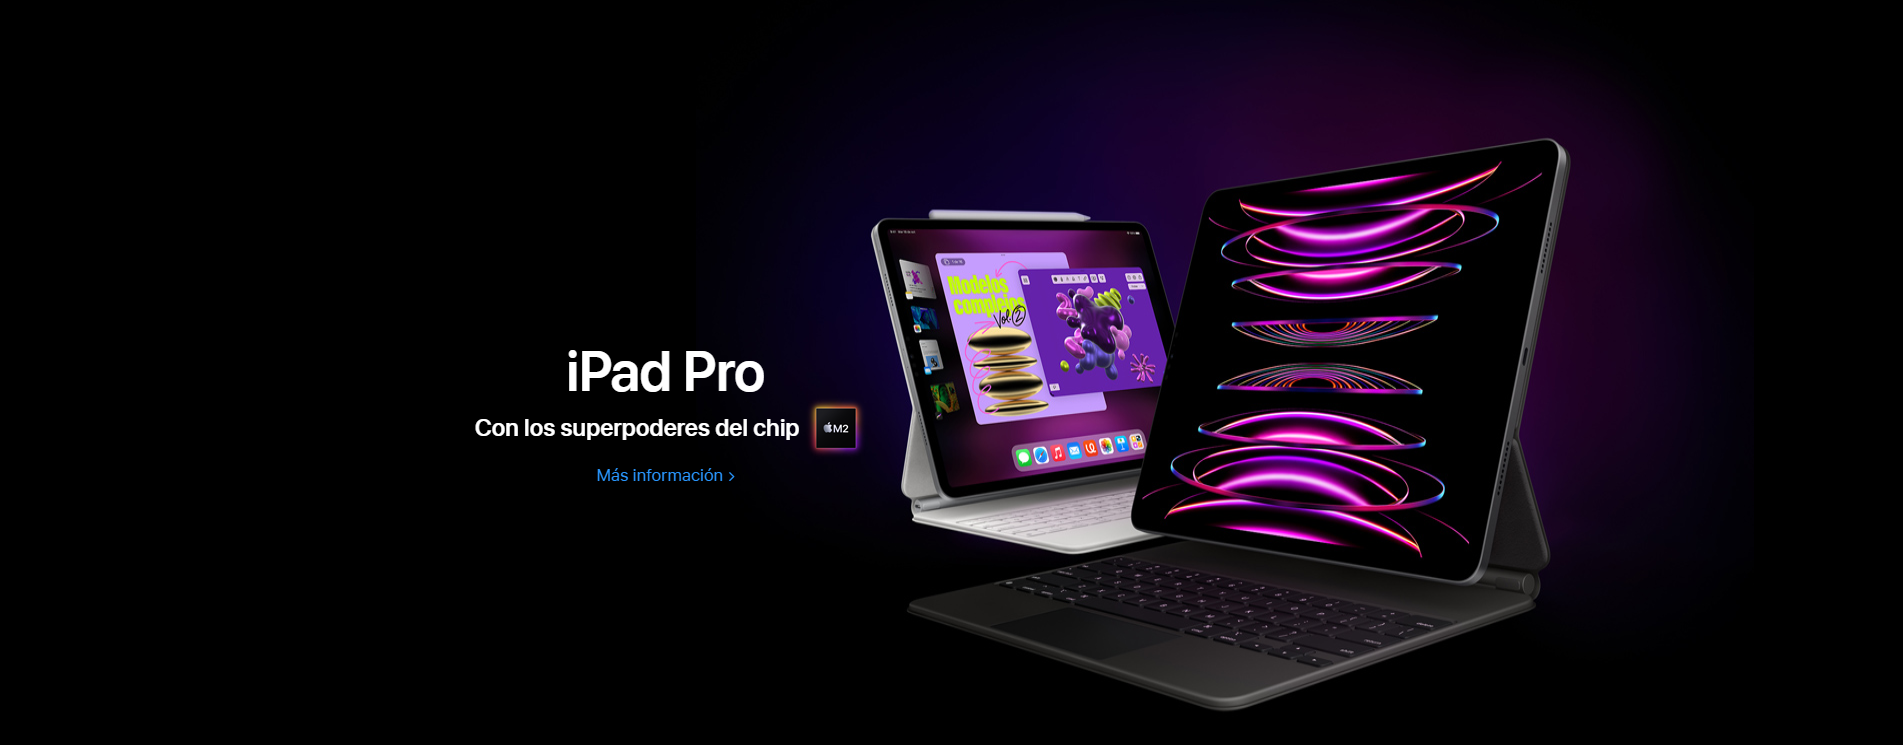 iPad Pro
Con los superpoderes del chip
M2
Más información >
Modelos
complejos
Vol. 2